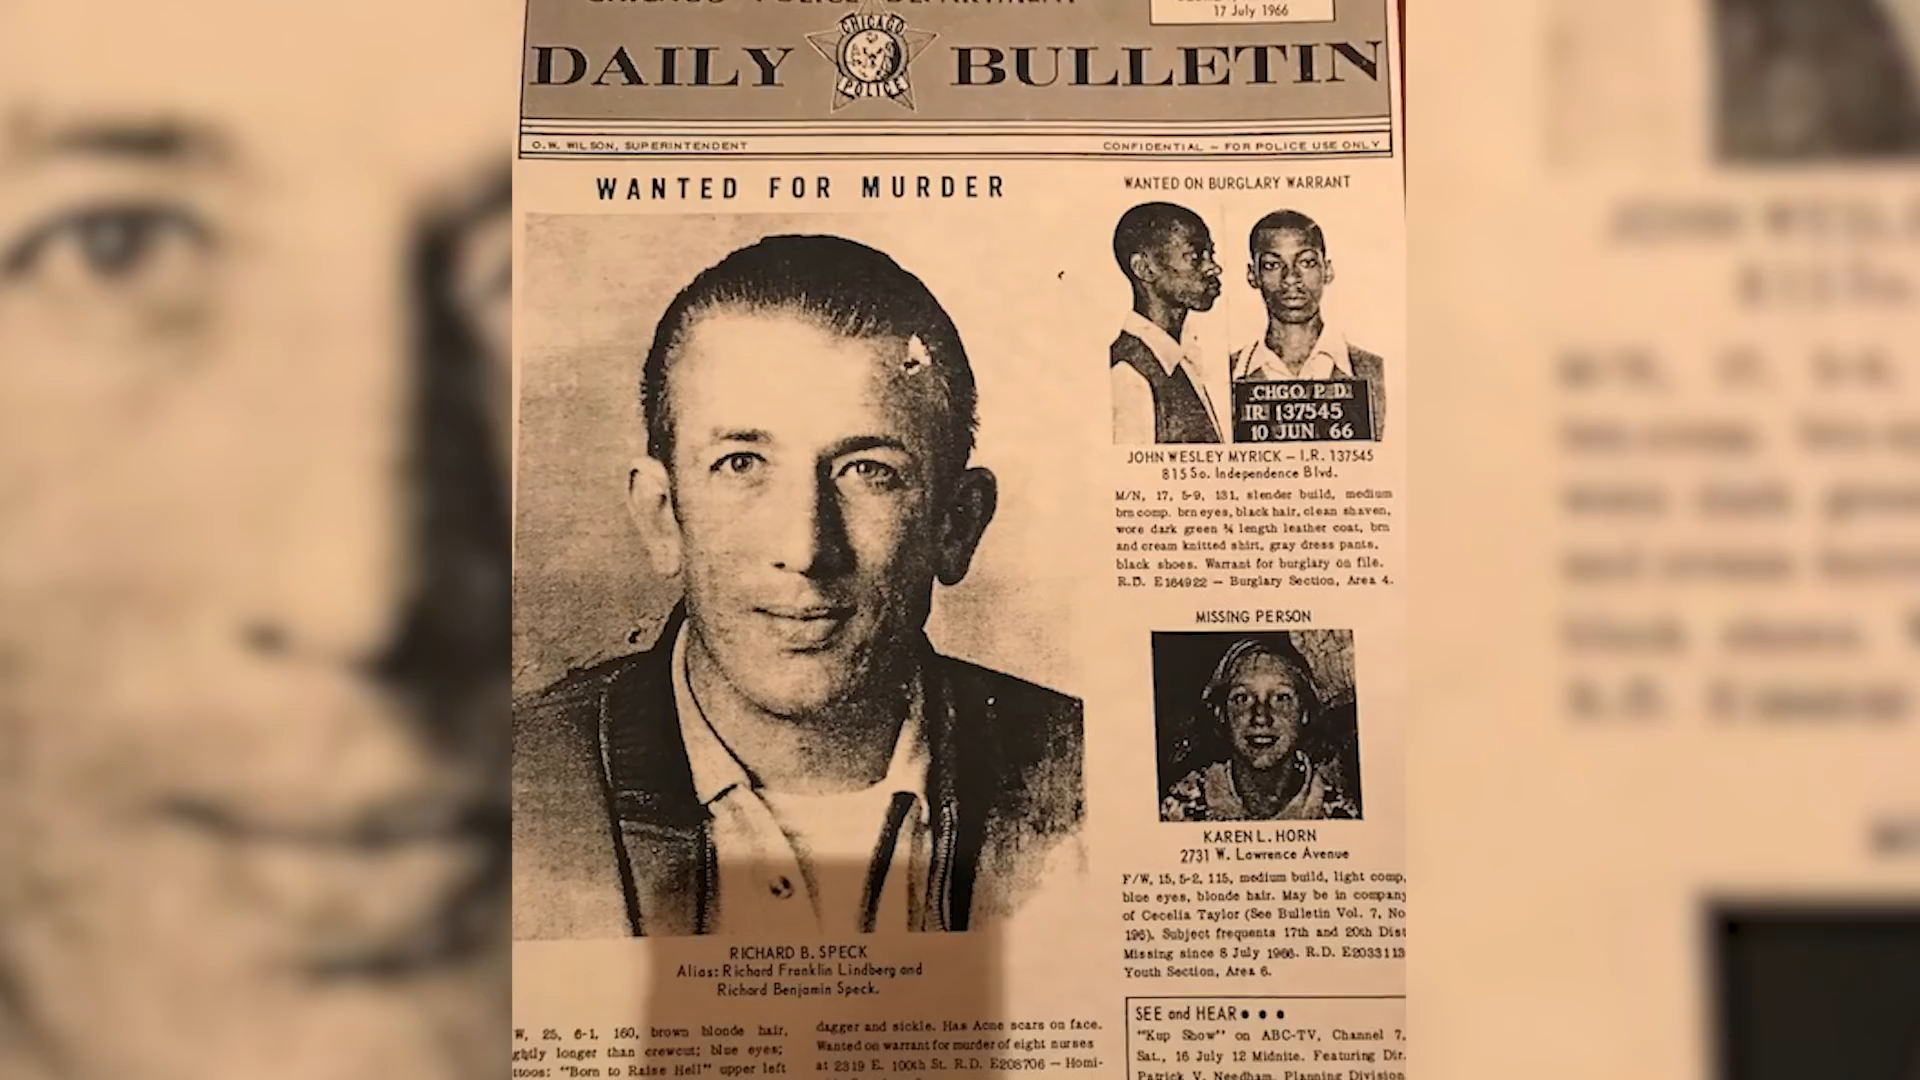 CHICAGO POLICE DEPARTMENT
17 July 1966
DAILY BULLETIN
CHICAGO
POLICE
O.W. WILSON, SUPERINTENDENT
CONFIDENTIAL – FOR POLICE USE ONLY
WANTED FOR MURDER
RICHARD B. SPECK
Alias: Richard Franklin Lindberg and
Richard Benjamin Speck.
W, 25, 6-1, 160, brown blonde hair,
ghtly longer than crewcut; blue eyes;
ttoos: "Born to Raise Hell" upper left
dagger and sickle. Has Acne scars on face.
Wanted on warrant for murder of eight nurses
at 2319 E. 100th St. R.D. E208706 – Homi-
WANTED ON BURGLARY WARRANT
CHGO. P.D.
IR 137545
10 JUN 66
JOHN WESLEY MYRICK – I.R. 137545
815 So. Independence Blvd.
M/N, 17, 5-9, 131, slender build, medium
brn comp. brn eyes, black hair, clean shaven,
wore dark green ¾ length leather coat, brn
and cream knitted shirt, gray dress pants,
black shoes. Warrant for burglary on file.
R.D. E164922 – Burglary Section, Area 4.
MISSING PERSON
KAREN L. HORN
2731 W. Lawrence Avenue
F/W, 15, 5-2, 115, medium build, light comp,
blue eyes, blonde hair. May be in company
of Cecelia Taylor (See Bulletin Vol. 7, No
196). Subject frequents 17th and 20th Dist
Missing since 8 July 1966. R.D. E2033113
Youth Section, Area 6.
SEE and HEAR • • •
"Kup Show" on ABC-TV, Channel 7,
Sat., 16 July 12 Midnite. Featuring Dir.
Patrick V. Needham, Planning Division